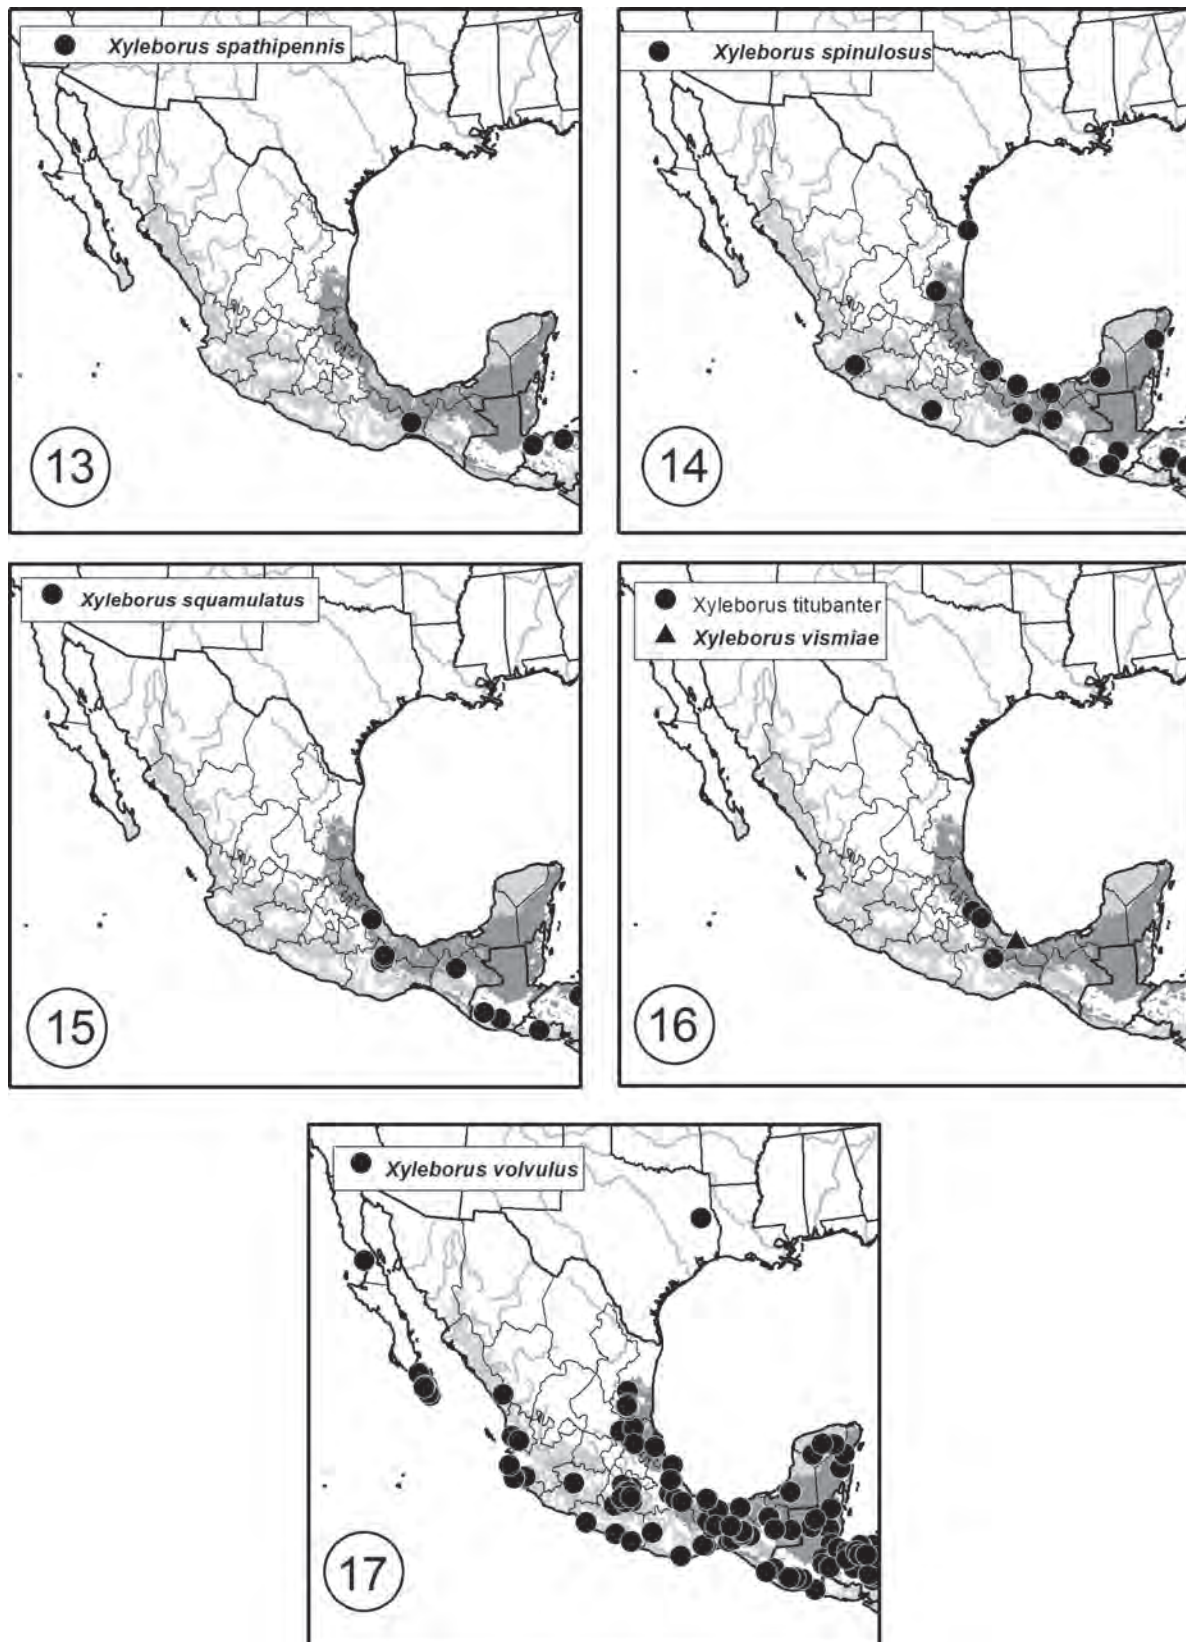 Xyleborus spathipennis
13
Xyleborus spinulosus
14
Xyleborus squamulatus
15
Xyleborus titubanter
Xyleborus vismiae
16
Xyleborus volvulus
17